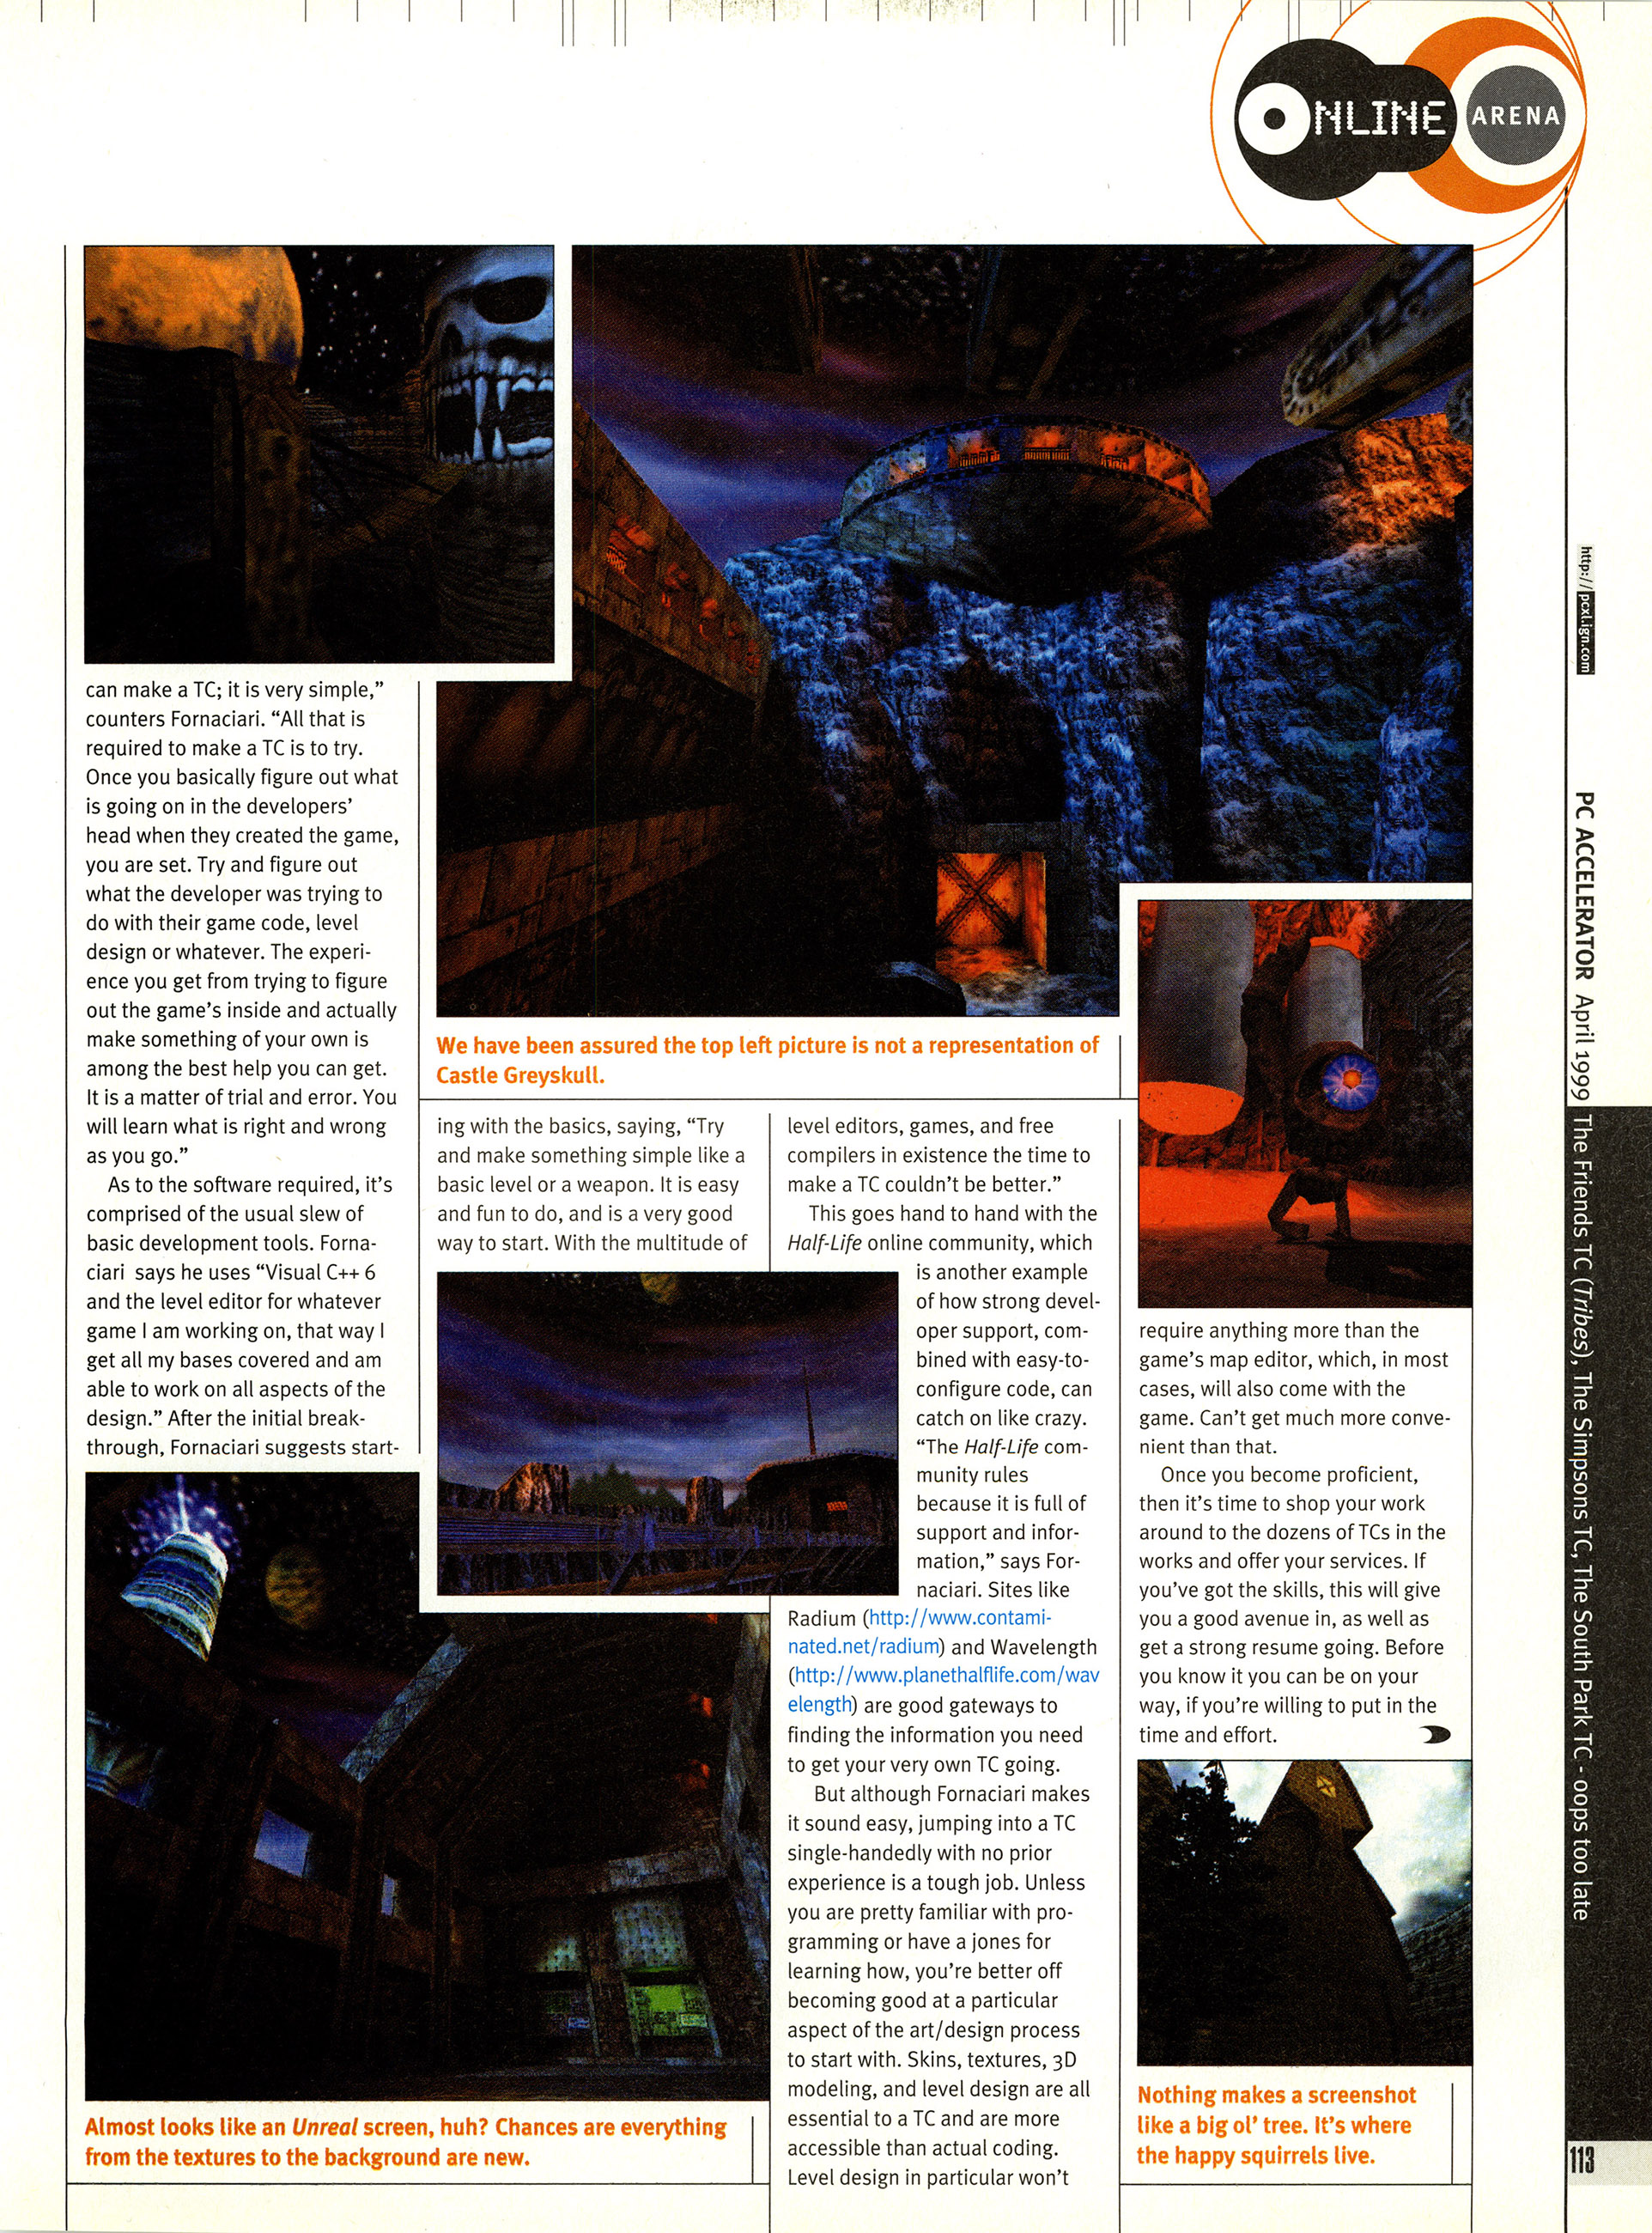 ONLINE ARENA
can make a TC; it is very simple,”
counters Fornaciari. “All that is
required to make a TC is to try.
Once you basically figure out what
is going on in the developers’
head when they created the game,
you are set. Try and figure out
what the developer was trying to
do with their game code, level
design or whatever. The experi-
ence you get from trying to figure
out the game’s inside and actually
make something of your own is
among the best help you can get.
It is a matter of trial and error. You
will learn what is right and wrong
as you go.”
As to the software required, it’s
comprised of the usual slew of
basic development tools. Forna-
ciari says he uses “Visual C++ 6
and the level editor for whatever
game I am working on, that way I
get all my bases covered and am
able to work on all aspects of the
design.” After the initial break-
through, Fornaciari suggests start-
We have been assured the top left picture is not a representation of
Castle Greyskull.
ing with the basics, saying, “Try
and make something simple like a
basic level or a weapon. It is easy
and fun to do, and is a very good
way to start. With the multitude of
level editors, games, and free
compilers in existence the time to
make a TC couldn’t be better.”
This goes hand to hand with the
Half-Life online community, which
is another example
of how strong devel-
oper support, com-
bined with easy-to-
configure code, can
catch on like crazy.
“The Half-Life com-
munity rules
because it is full of
support and infor-
mation,” says For-
naciari. Sites like
Radium (http://www.contami-
nated.net/radium) and Wavelength
(http://www.planethalflife.com/wav
elength) are good gateways to
finding the information you need
to get your very own TC going.
But although Fornaciari makes
it sound easy, jumping into a TC
single-handedly with no prior
experience is a tough job. Unless
you are pretty familiar with pro-
gramming or have a jones for
learning how, you’re better off
becoming good at a particular
aspect of the art/design process
to start with. Skins, textures, 3D
modeling, and level design are all
essential to a TC and are more
accessible than actual coding.
Level design in particular won’t
require anything more than the
game’s map editor, which, in most
cases, will also come with the
game. Can’t get much more conve-
nient than that.
Once you become proficient,
then it’s time to shop your work
around to the dozens of TCs in the
works and offer your services. If
you’ve got the skills, this will give
you a good avenue in, as well as
get a strong resume going. Before
you know it you can be on your
way, if you’re willing to put in the
time and effort.
Almost looks like an Unreal screen, huh? Chances are everything
from the textures to the background are new.
Nothing makes a screenshot
like a big ol’ tree. It’s where
the happy squirrels live.
http://pcxl.ign.com
PC ACCELERATOR April 1999 The Friends TC (Tribes), The Simpsons TC, The South Park TC - oops too late
113